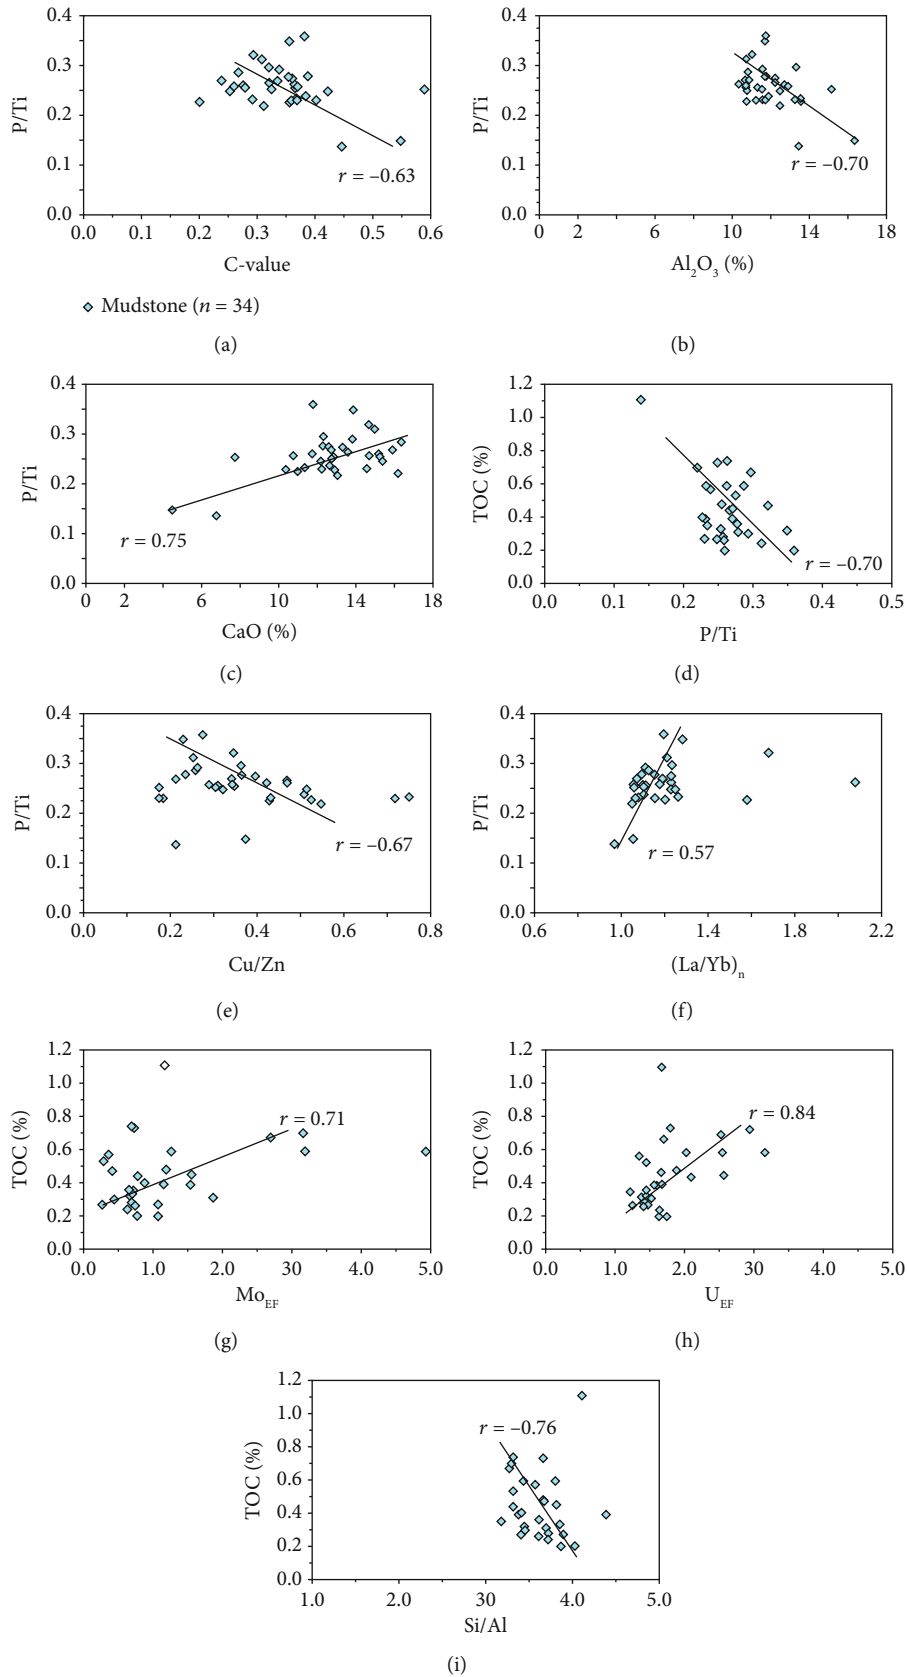 0.4
0.3
0.2
0.1
0.0
P/Ti
r = –0.63
0.0 0.1 0.2 0.3 0.4 0.5 0.6
C-value
Mudstone (n = 34)
(a)
0.4
0.3
0.2
0.1
0.0
P/Ti
r = –0.70
0 2 6 10 14 18
Al2O3 (%)
(b)
0.4
0.3
0.2
0.1
0.0
P/Ti
r = 0.75
0 2 6 10 14 18
CaO (%)
(c)
1.2
1.0
0.8
0.6
0.4
0.2
0.0
TOC (%)
r = –0.70
0.0 0.1 0.2 0.3 0.4 0.5
P/Ti
(d)
0.4
0.3
0.2
0.1
0.0
P/Ti
r = –0.67
0.0 0.2 0.4 0.6 0.8
Cu/Zn
(e)
0.4
0.3
0.2
0.1
0.0
P/Ti
r = 0.57
0.6 1.0 1.4 1.8 2.2
(La/Yb)n
(f)
1.2
1.0
0.8
0.6
0.4
0.2
0.0
TOC (%)
r = 0.71
0.0 1.0 2.0 30 4.0 5.0
MoEF
(g)
1.2
1.0
0.8
0.6
0.4
0.2
0.0
TOC (%)
r = 0.84
0.0 1.0 2.0 30 4.0 5.0
UEF
(h)
1.2
1.0
0.8
0.6
0.4
0.2
0.0
TOC (%)
r = –0.76
1.0 2.0 30 4.0 5.0
Si/Al
(i)